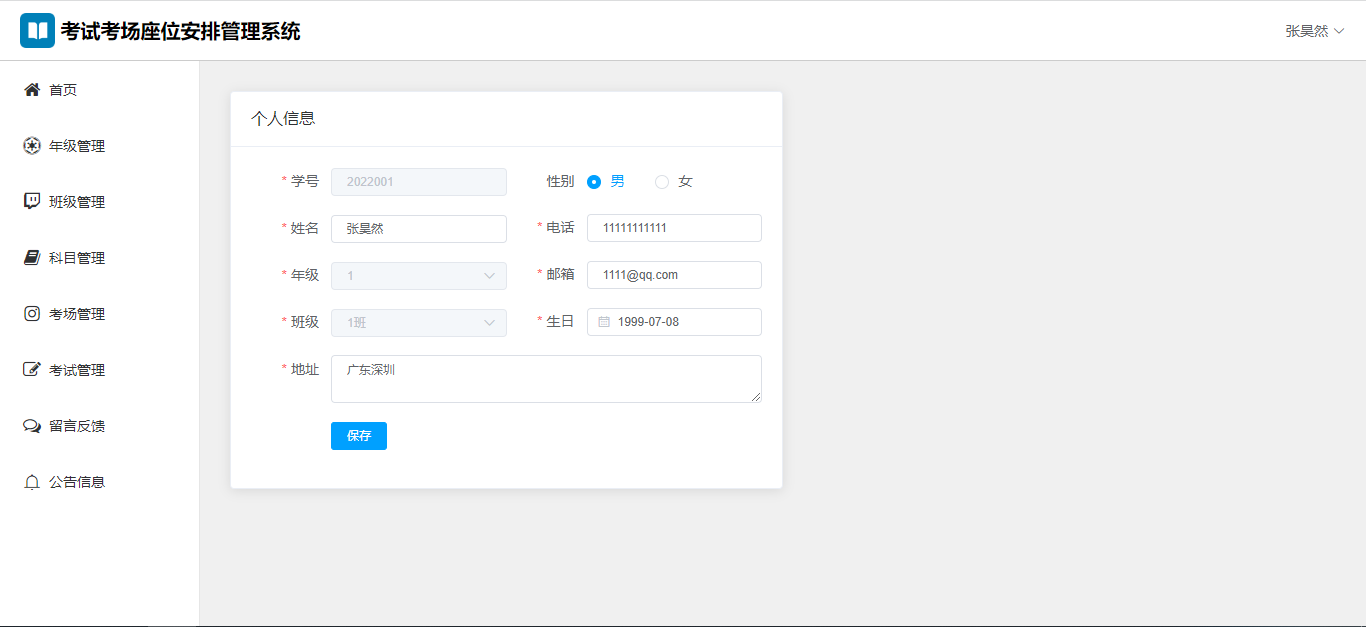 考试考场座位安排管理系统
张昊然
首页
年级管理
班级管理
科目管理
考场管理
考试管理
留言反馈
公告信息
个人信息
* 学号 2022001 性别 男 女
* 姓名 张昊然 * 电话 11111111111
* 年级 1 * 邮箱 1111@qq.com
* 班级 1班 * 生日 1999-07-08
* 地址 广东深圳
保存